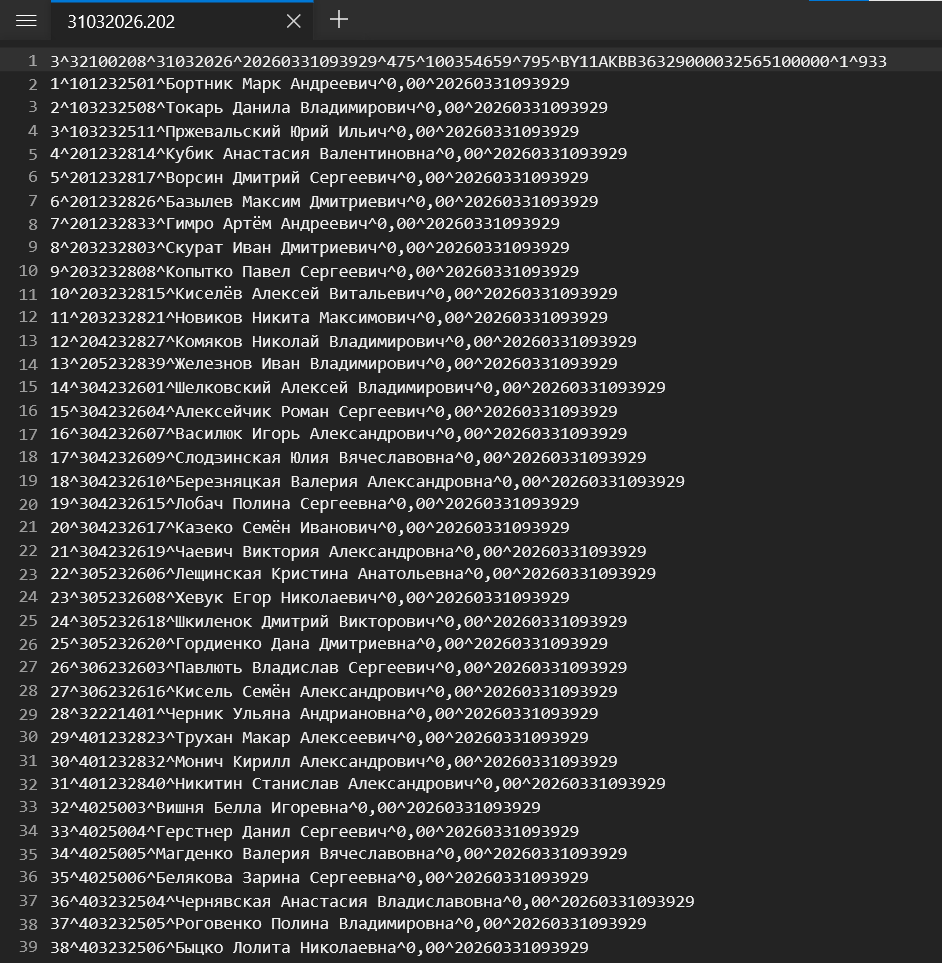 31032026.202
1 3^32100208^31032026^20260331093929^475^100354659^795^BY11AKBB36329000032565100000^1^933
2 1^101232501^Бортник Марк Андреевич^0,00^20260331093929
3 2^103232508^Токарь Данила Владимирович^0,00^20260331093929
4 3^103232511^Пржевальский Юрий Ильич^0,00^20260331093929
5 4^201232814^Кубик Анастасия Валентиновна^0,00^20260331093929
6 5^201232817^Ворсин Дмитрий Сергеевич^0,00^20260331093929
7 6^201232826^Базылев Максим Дмитриевич^0,00^20260331093929
8 7^201232833^Гимро Артём Андреевич^0,00^20260331093929
9 8^203232803^Скурат Иван Дмитриевич^0,00^20260331093929
10 9^203232808^Копытко Павел Сергеевич^0,00^20260331093929
11 10^203232815^Киселёв Алексей Витальевич^0,00^20260331093929
12 11^203232821^Новиков Никита Максимович^0,00^20260331093929
13 12^204232827^Комяков Николай Владимирович^0,00^20260331093929
14 13^205232839^Железнов Иван Владимирович^0,00^20260331093929
15 14^304232601^Шелковский Алексей Владимирович^0,00^20260331093929
16 15^304232604^Алексейчик Роман Сергеевич^0,00^20260331093929
17 16^304232607^Василюк Игорь Александрович^0,00^20260331093929
18 17^304232609^Слодзинская Юлия Вячеславовна^0,00^20260331093929
19 18^304232610^Березняцкая Валерия Александровна^0,00^20260331093929
20 19^304232615^Лобач Полина Сергеевна^0,00^20260331093929
21 20^304232617^Казеко Семён Иванович^0,00^20260331093929
22 21^304232619^Чаевич Виктория Александровна^0,00^20260331093929
23 22^305232606^Лещинская Кристина Анатольевна^0,00^20260331093929
24 23^305232608^Хевук Егор Николаевич^0,00^20260331093929
25 24^305232618^Шкиленок Дмитрий Викторович^0,00^20260331093929
26 25^305232620^Гордиенко Дана Дмитриевна^0,00^20260331093929
27 26^306232603^Павлють Владислав Сергеевич^0,00^20260331093929
28 27^306232616^Кисель Семён Александрович^0,00^20260331093929
29 28^32221401^Черник Ульяна Андриановна^0,00^20260331093929
30 29^401232823^Трухан Макар Алексеевич^0,00^20260331093929
31 30^401232832^Монич Кирилл Александрович^0,00^20260331093929
32 31^401232840^Никитин Станислав Александрович^0,00^20260331093929
33 32^4025003^Вишня Белла Игоревна^0,00^20260331093929
34 33^4025004^Герстнер Данил Сергеевич^0,00^20260331093929
35 34^4025005^Магденко Валерия Вячеславовна^0,00^20260331093929
36 35^4025006^Белякова Зарина Сергеевна^0,00^20260331093929
37 36^403232504^Чернявская Анастасия Владиславовна^0,00^20260331093929
38 37^403232505^Роговенко Полина Владимировна^0,00^20260331093929
39 38^403232506^Быцко Лолита Николаевна^0,00^20260331093929